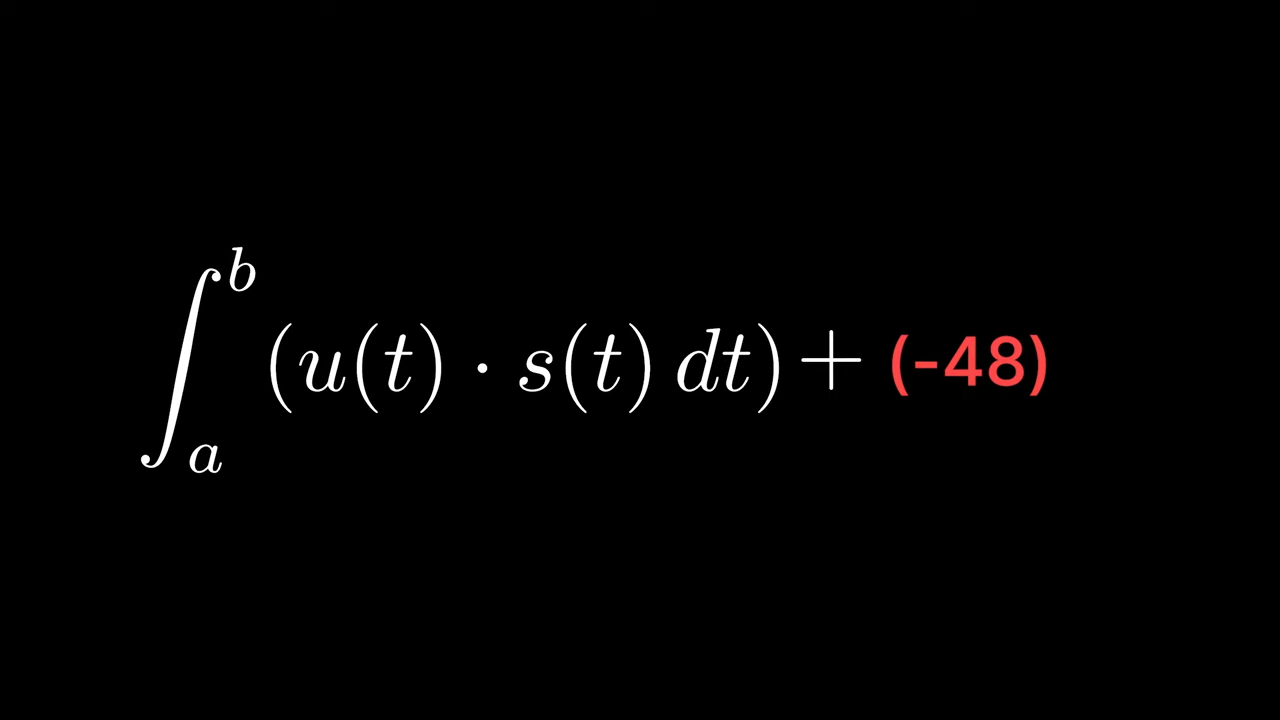 ∫_a^b (u(t) · s(t) dt) + (-48)